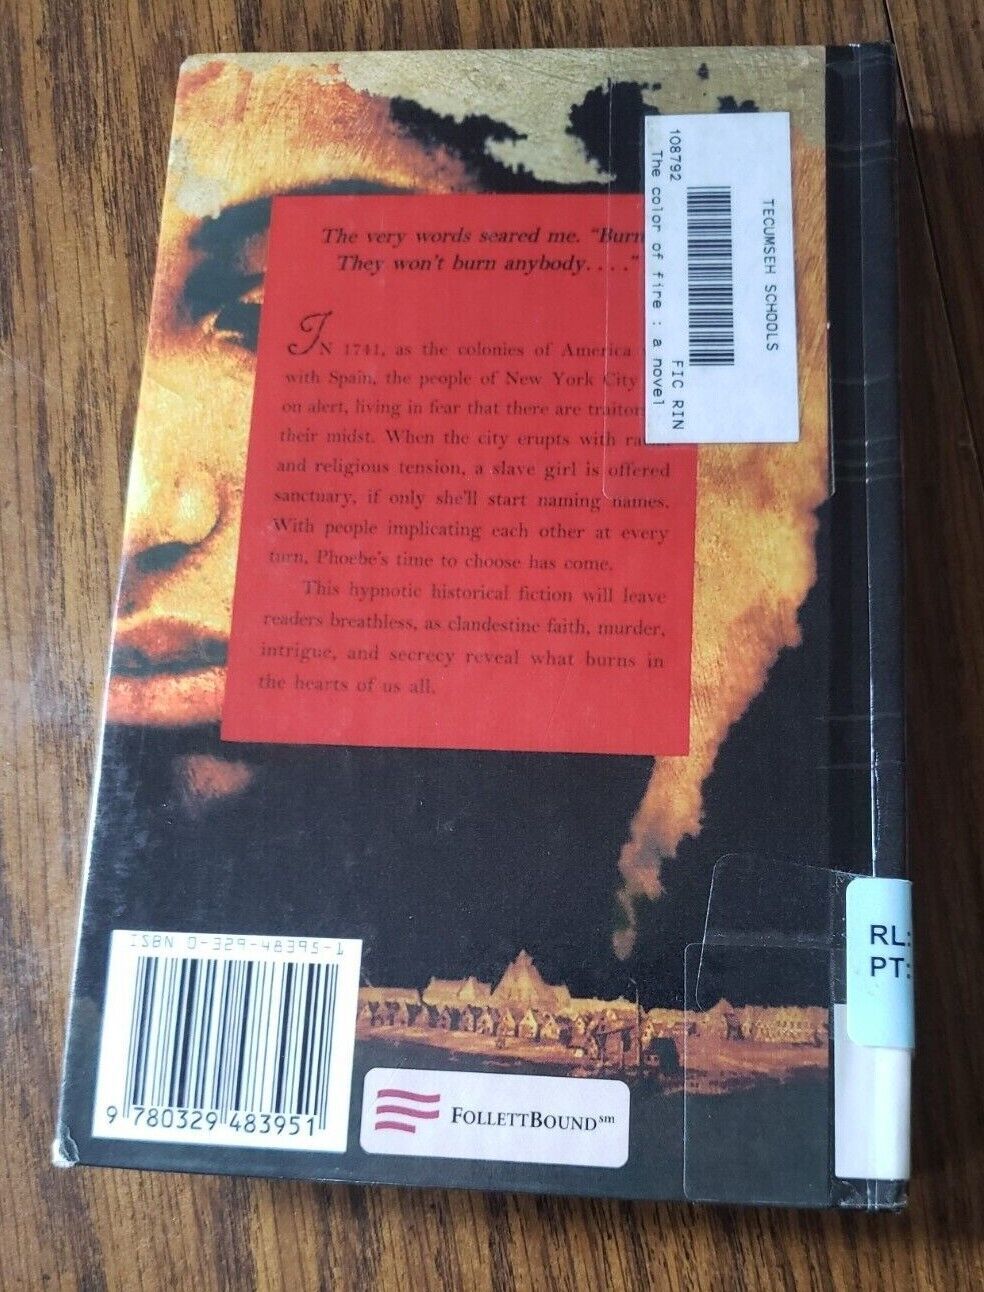 The very words seared me. "Burn
They won't burn anybody. . . ."
IN 1741, as the colonies of America
with Spain, the people of New York City
on alert, living in fear that there are traitors
their midst. When the city erupts with
and religious tension, a slave girl is offered
sanctuary, if only she'll start naming names.
With people implicating each other at every
turn, Phoebe's time to choose has come.
This hypnotic historical fiction will leave
readers breathless, as clandestine faith, murder,
intrigue, and secrecy reveal what burns in
the hearts of us all.
TECUMSEH SCHOOLS
FIC RIN
108792
The color of fire : a novel
RL:
PT:
ISBN 0-329-48395-1
9 780329 483951
FOLLETTBOUND℠